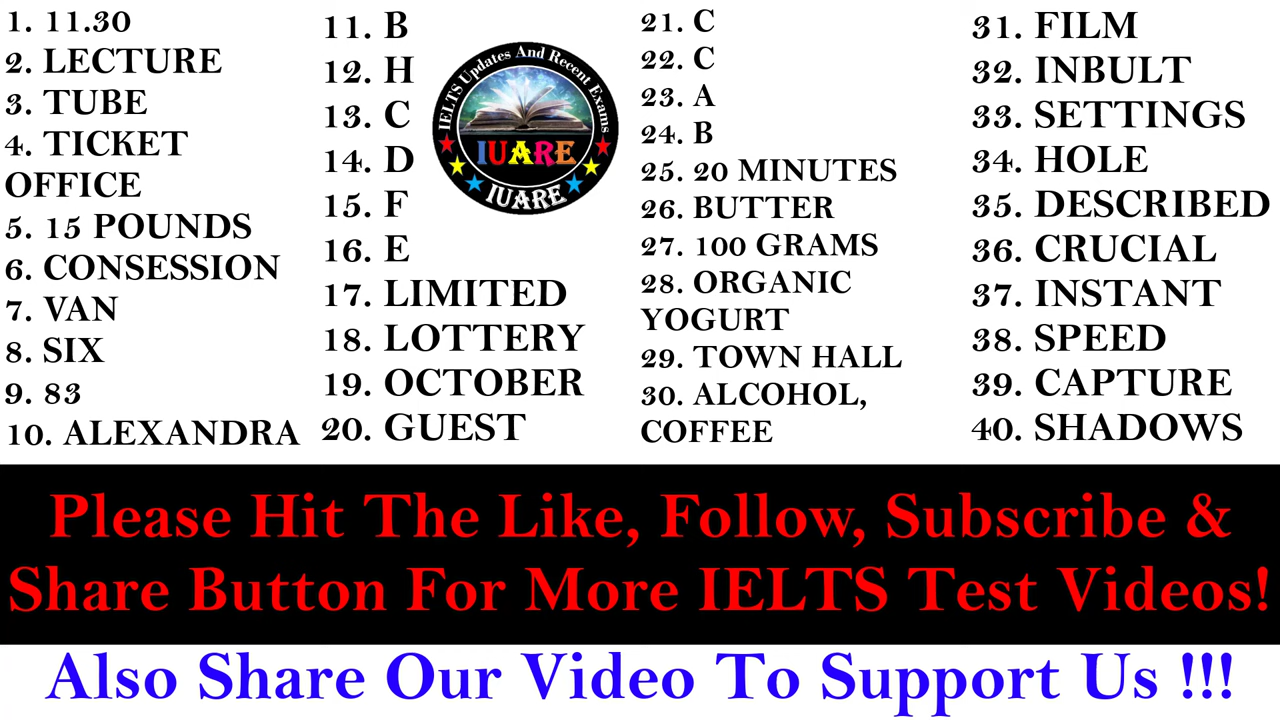 1. 11.30
2. LECTURE
3. TUBE
4. TICKET
OFFICE
5. 15 POUNDS
6. CONSESSION
7. VAN
8. SIX
9. 83
10. ALEXANDRA
11. B
12. H
13. C
14. D
15. F
16. E
17. LIMITED
18. LOTTERY
19. OCTOBER
20. GUEST
IELTS Updates And Recent Exams
IUARE
IUARE
21. C
22. C
23. A
24. B
25. 20 MINUTES
26. BUTTER
27. 100 GRAMS
28. ORGANIC
YOGURT
29. TOWN HALL
30. ALCOHOL,
COFFEE
31. FILM
32. INBULT
33. SETTINGS
34. HOLE
35. DESCRIBED
36. CRUCIAL
37. INSTANT
38. SPEED
39. CAPTURE
40. SHADOWS
Please Hit The Like, Follow, Subscribe &
Share Button For More IELTS Test Videos!
Also Share Our Video To Support Us !!!